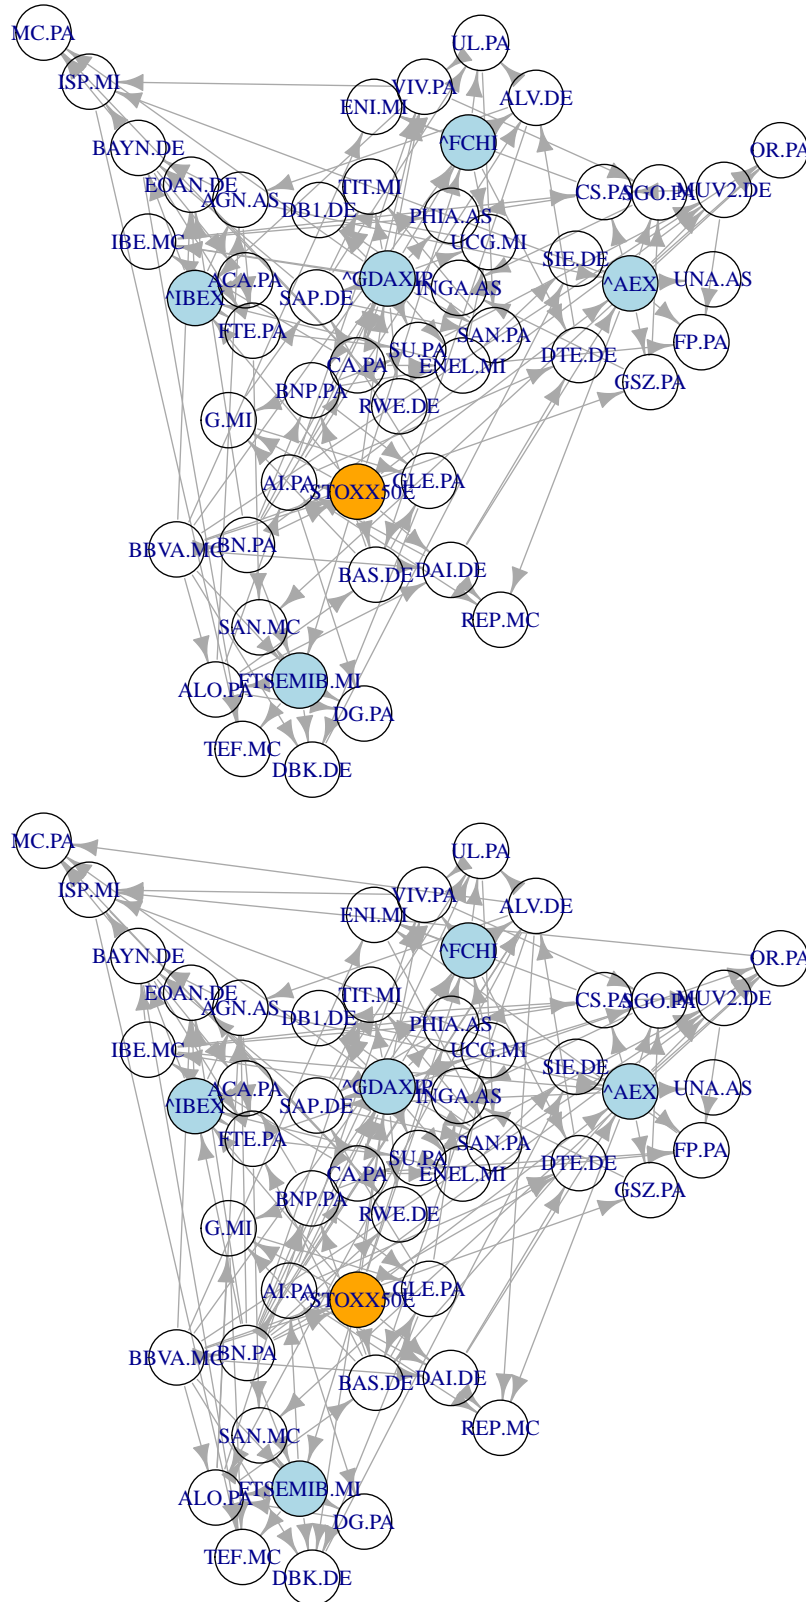 MC.PA
UL.PA
ISP.MI
VIV.PA
ALV.DE
ENI.MI
BAYN.DE
^FCHI
OR.PA
EOAN.DE
AGN.AS
TIT.MI
DB1.DE
CS.PA
SGO.PA
MUV2.DE
PHIA.AS
IBE.MC
UCG.MI
SIE.DE
ACA.PA
^GDAXIP
UNA.AS
^IBEX
SAP.DE
INGA.AS
^AEX
FTE.PA
SAN.PA
SU.PA
FP.PA
CA.PA
ENEL.MI
DTE.DE
GSZ.PA
BNP.PA
RWE.DE
G.MI
AI.PA
^STOXX50E
GLE.PA
BBVA.MC
BN.PA
BAS.DE
DAI.DE
SAN.MC
REP.MC
ALO.PA
FTSEMIB.MI
DG.PA
TEF.MC
DBK.DE
MC.PA
UL.PA
ISP.MI
VIV.PA
ALV.DE
ENI.MI
BAYN.DE
^FCHI
OR.PA
EOAN.DE
AGN.AS
TIT.MI
DB1.DE
CS.PA
SGO.PA
MUV2.DE
PHIA.AS
IBE.MC
UCG.MI
SIE.DE
ACA.PA
^GDAXIP
UNA.AS
^IBEX
SAP.DE
INGA.AS
^AEX
FTE.PA
SAN.PA
SU.PA
FP.PA
CA.PA
ENEL.MI
DTE.DE
GSZ.PA
BNP.PA
RWE.DE
G.MI
AI.PA
^STOXX50E
GLE.PA
BBVA.MC
BN.PA
BAS.DE
DAI.DE
SAN.MC
REP.MC
ALO.PA
FTSEMIB.MI
DG.PA
TEF.MC
DBK.DE